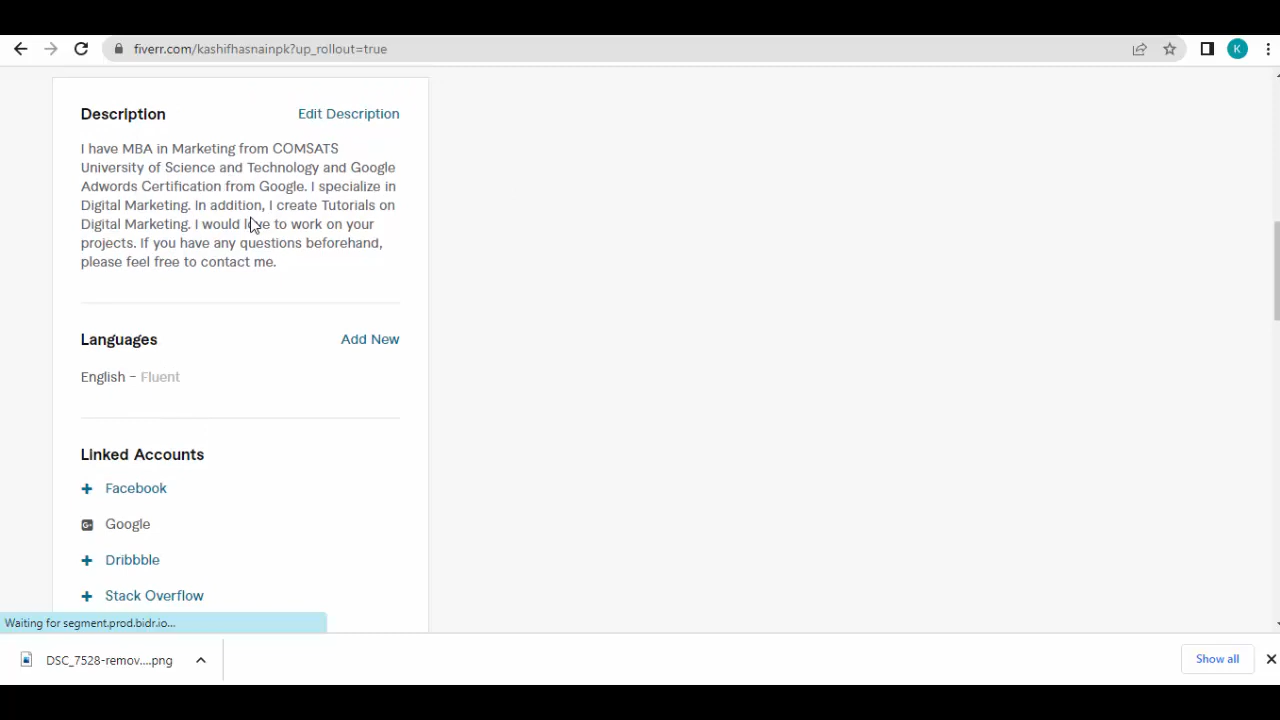 fiverr.com/kashifhasnainpk?up_rollout=true
K
Description
Edit Description
I have MBA in Marketing from COMSATS
University of Science and Technology and Google
Adwords Certification from Google. I specialize in
Digital Marketing. In addition, I create Tutorials on
Digital Marketing. I would love to work on your
projects. If you have any questions beforehand,
please feel free to contact me.
Languages
Add New
English - Fluent
Linked Accounts
+ Facebook
G+ Google
+ Dribbble
+ Stack Overflow
Waiting for segment.prod.bidr.io...
DSC_7528-remov....png
Show all